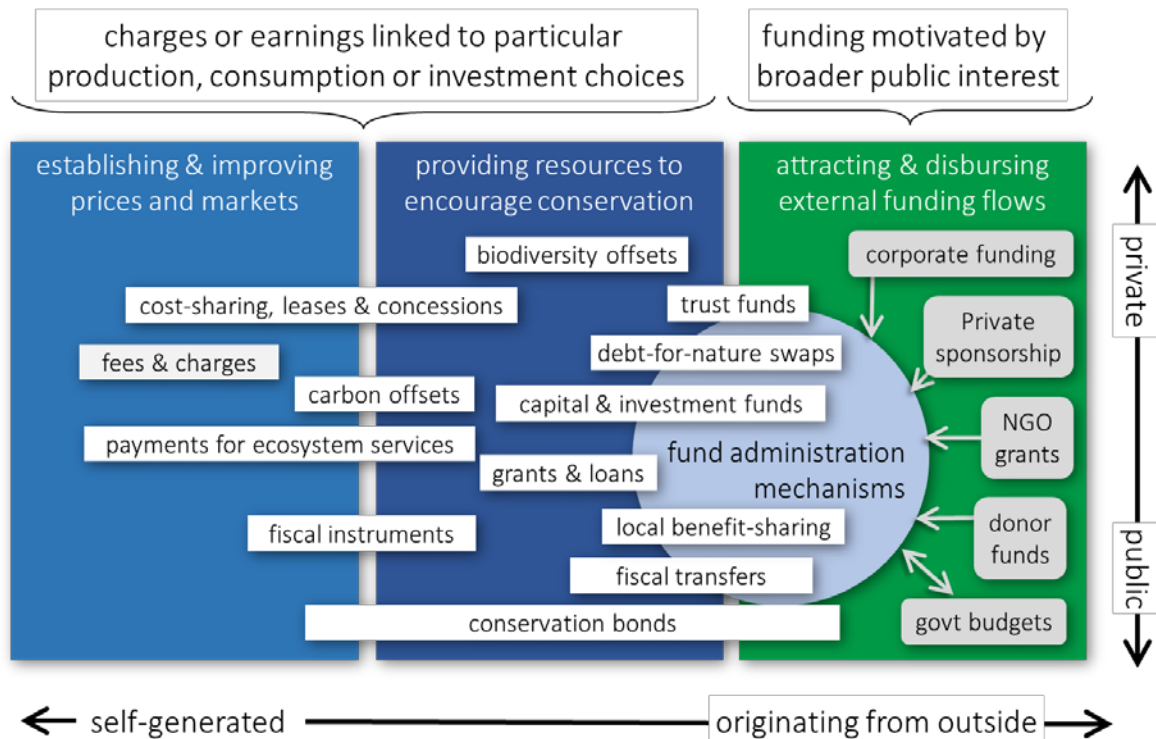 charges or earnings linked to particular
production, consumption or investment choices
funding motivated by
broader public interest
establishing & improving
prices and markets
providing resources to
encourage conservation
attracting & disbursing
external funding flows
biodiversity offsets
corporate funding
cost-sharing, leases & concessions
trust funds
Private
sponsorship
fees & charges
debt-for-nature swaps
carbon offsets
capital & investment funds
payments for ecosystem services
NGO
grants
fund administration
mechanisms
grants & loans
fiscal instruments
local benefit-sharing
donor
funds
fiscal transfers
conservation bonds
govt budgets
private
public
self-generated
originating from outside